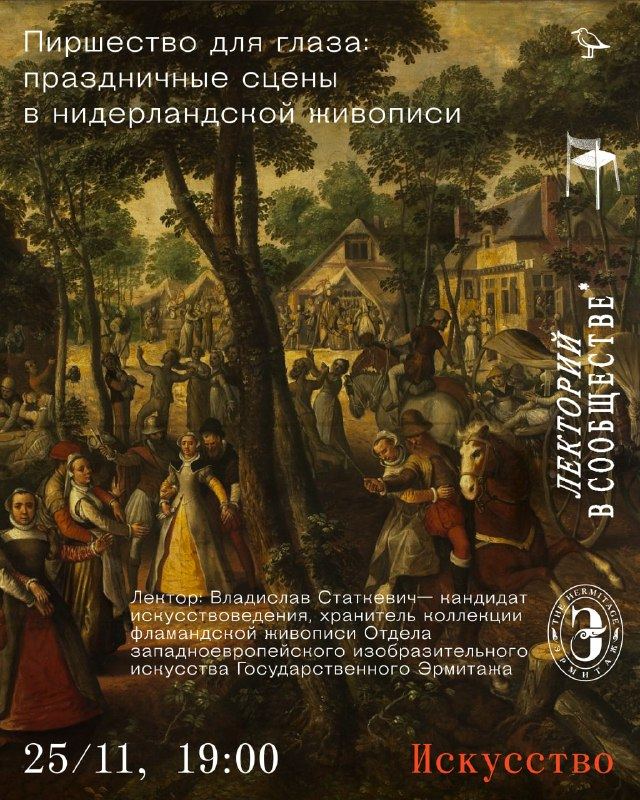 Пиршество для глаза:
праздничные сцены
в нидерландской живописи
ЛЕКТОРИЙ
В СООБЩЕСТВЕ*
Лектор: Владислав Статкевич— кандидат
искусствоведения, хранитель коллекции
фламандской живописи Отдела
западноевропейского изобразительного
искусства Государственного Эрмитажа
THE HERMITAGE
ЭРМИТАЖ
Э
25/11, 19:00
Искусство